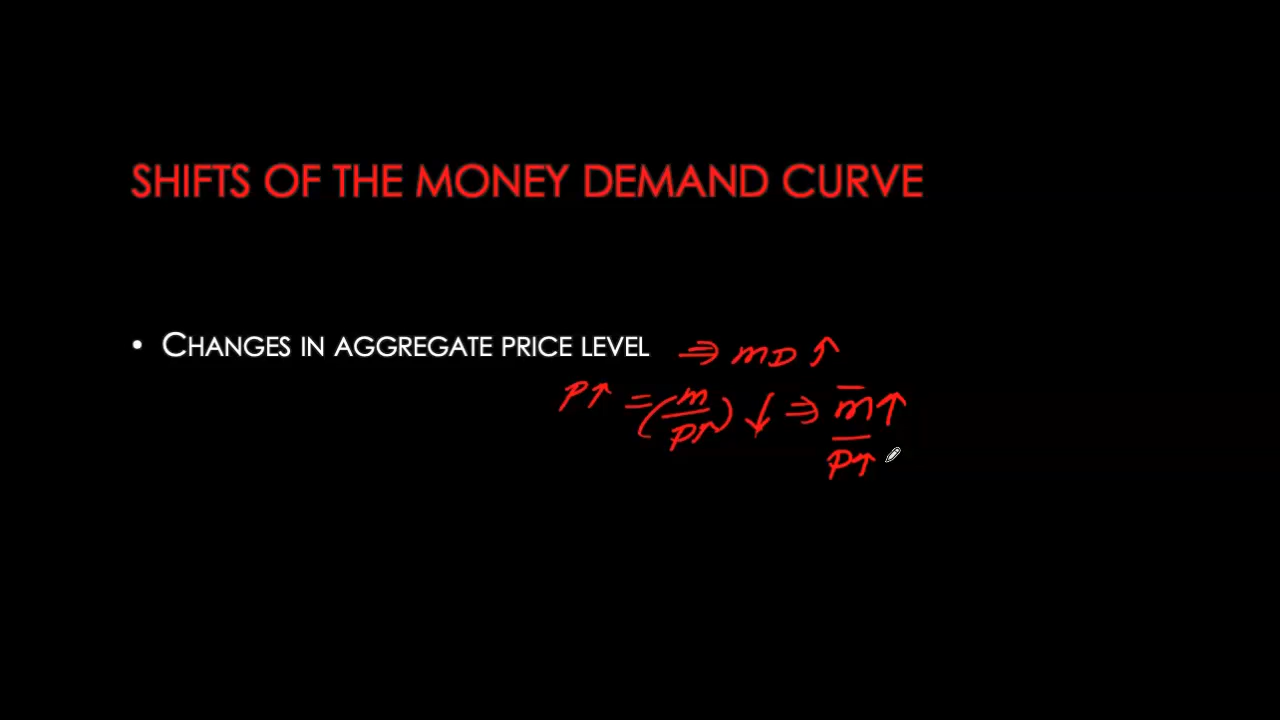 SHIFTS OF THE MONEY DEMAND CURVE
• CHANGES IN AGGREGATE PRICE LEVEL ⇒ MD ↑
P↑ = (m/P↑) ↓ ⇒ m̅↑/P↑